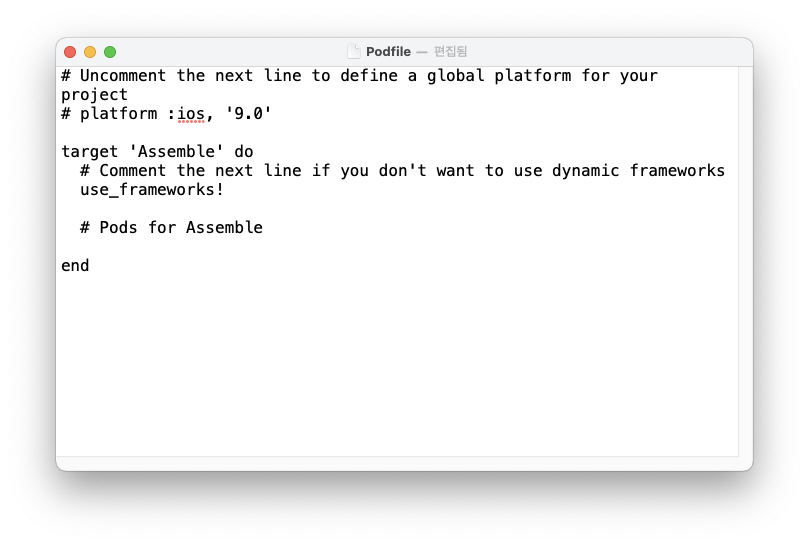 Podfile — 편집됨
# Uncomment the next line to define a global platform for your
project
# platform :ios, '9.0'
target 'Assemble' do
  # Comment the next line if you don't want to use dynamic frameworks
  use_frameworks!
  # Pods for Assemble
end